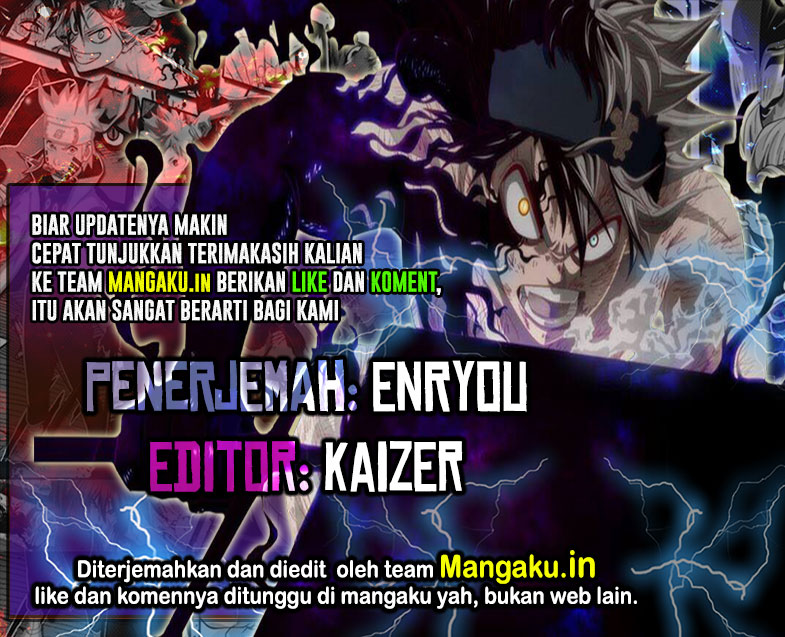 BIAR UPDATENYA MAKIN
CEPAT TUNJUKKAN TERIMAKASIH KALIAN
KE TEAM MANGAKU.in BERIKAN LIKE DAN KOMENT,
ITU AKAN SANGAT BERARTI BAGI KAMI
PENERJEMAH: ENRYOU
EDITOR: KAIZER
Diterjemahkan dan diedit oleh team Mangaku.in
like dan komennya ditunggu di mangaku yah, bukan web lain.